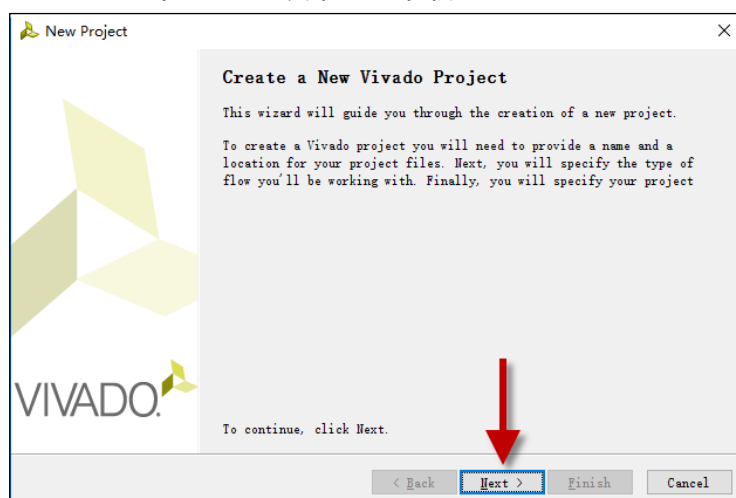 New Project
Create a New Vivado Project
This wizard will guide you through the creation of a new project.
To create a Vivado project you will need to provide a name and a
location for your project files. Next, you will specify the type of
flow you'll be working with. Finally, you will specify your project
VIVADO.
To continue, click Next.
< Back Next > Finish Cancel